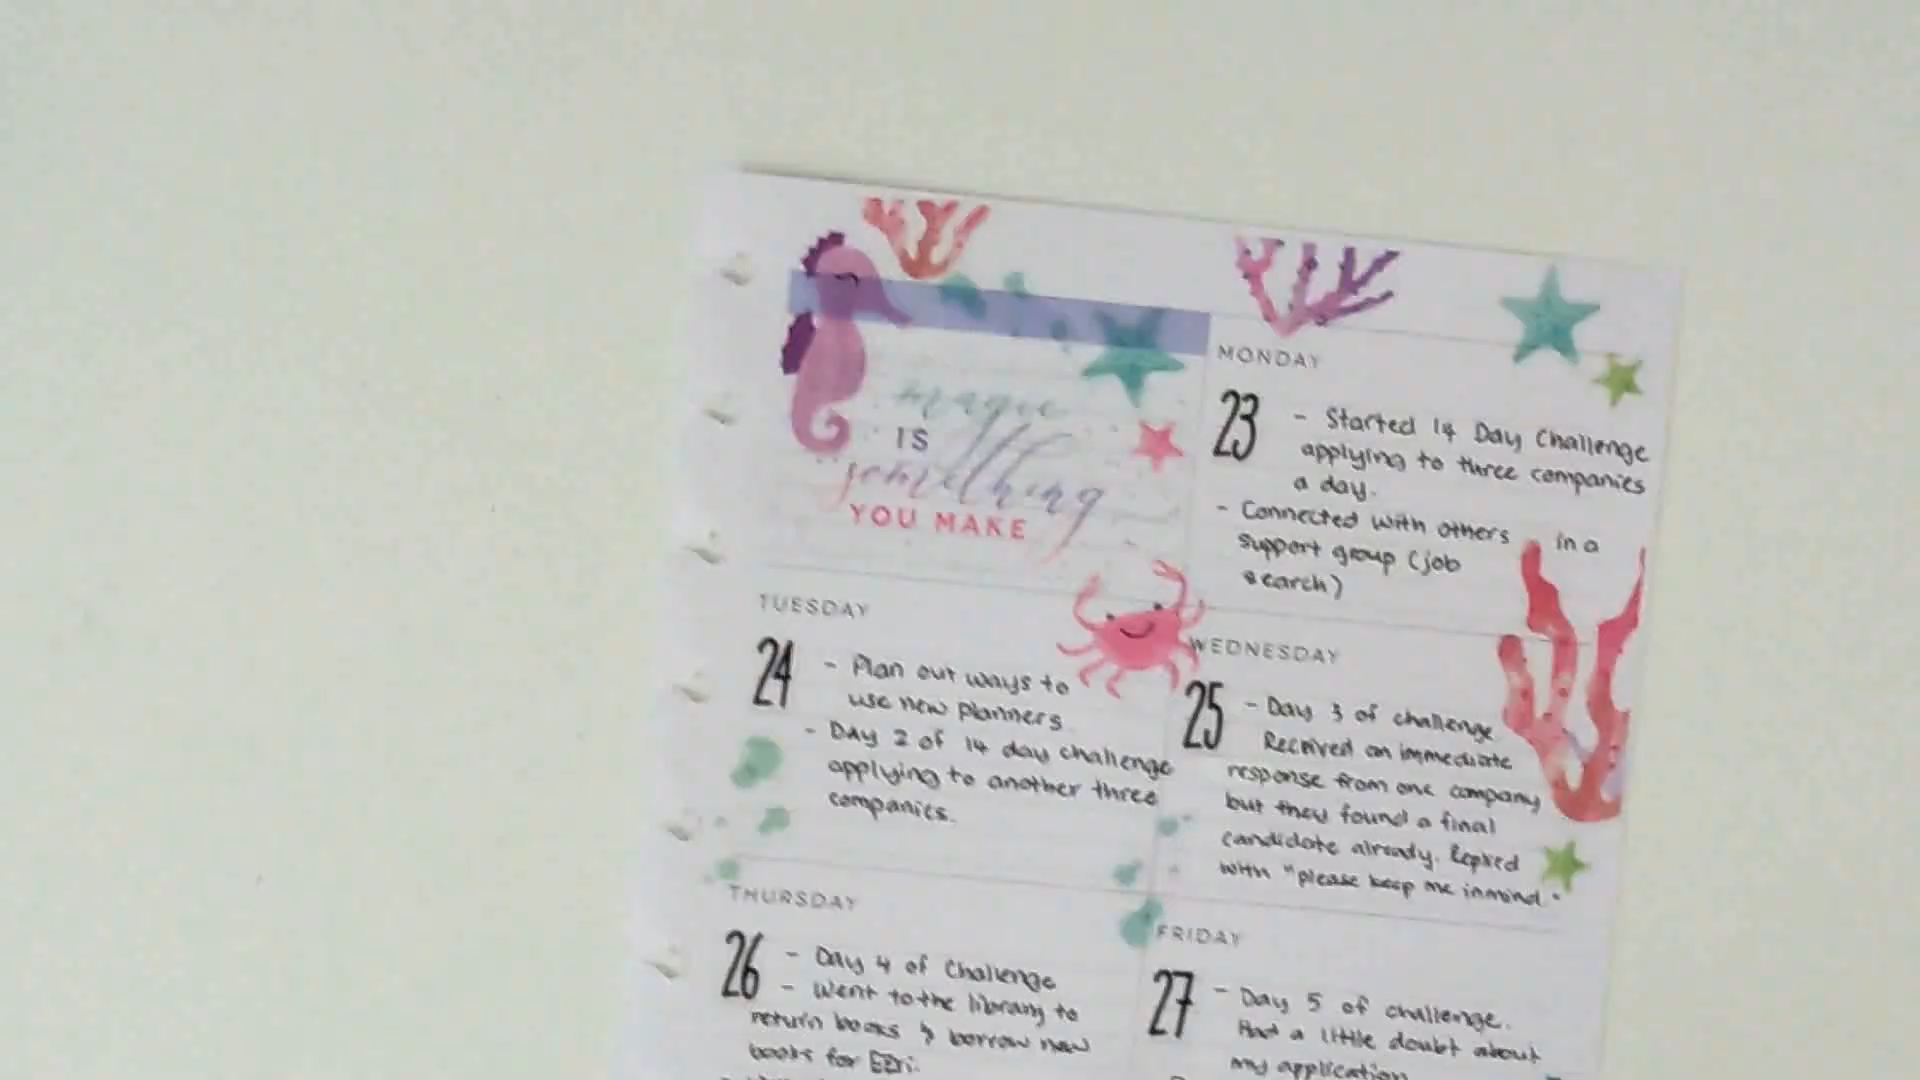 magic
IS
something
YOU MAKE
MONDAY
23
- Started 14 Day Challenge
applying to three companies
a day.
- Connected with others in a
support group (job
search)
TUESDAY
24
- Plan out ways to
use new planners
- Day 2 of 14 day challenge
applying to another three
companies.
WEDNESDAY
25
- Day 3 of challenge.
Received an immediate
response from one company
but they found a final
candidate already. Replied
with "please keep me in mind."
THURSDAY
26
- Day 4 of Challenge
- Went to the library to
return books & borrow new
books for
FRIDAY
27
- Day 5 of challenge.
Had a little doubt about
my application